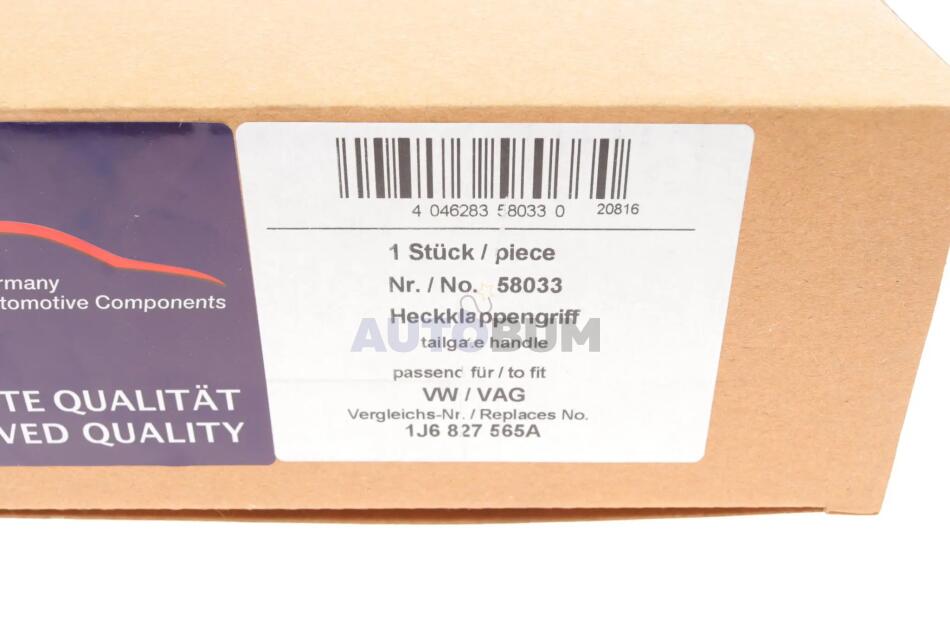 4 046283 58033 0
20816
1 Stück / piece
Nr. / No. 58033
Heckklappengriff
AUTOBUM
tailgate handle
passend für / to fit
VW / VAG
Vergleichs-Nr. / Replaces No.
1J6 827 565A
rmany
tomotive Components
TE QUALITÄT
VED QUALITY